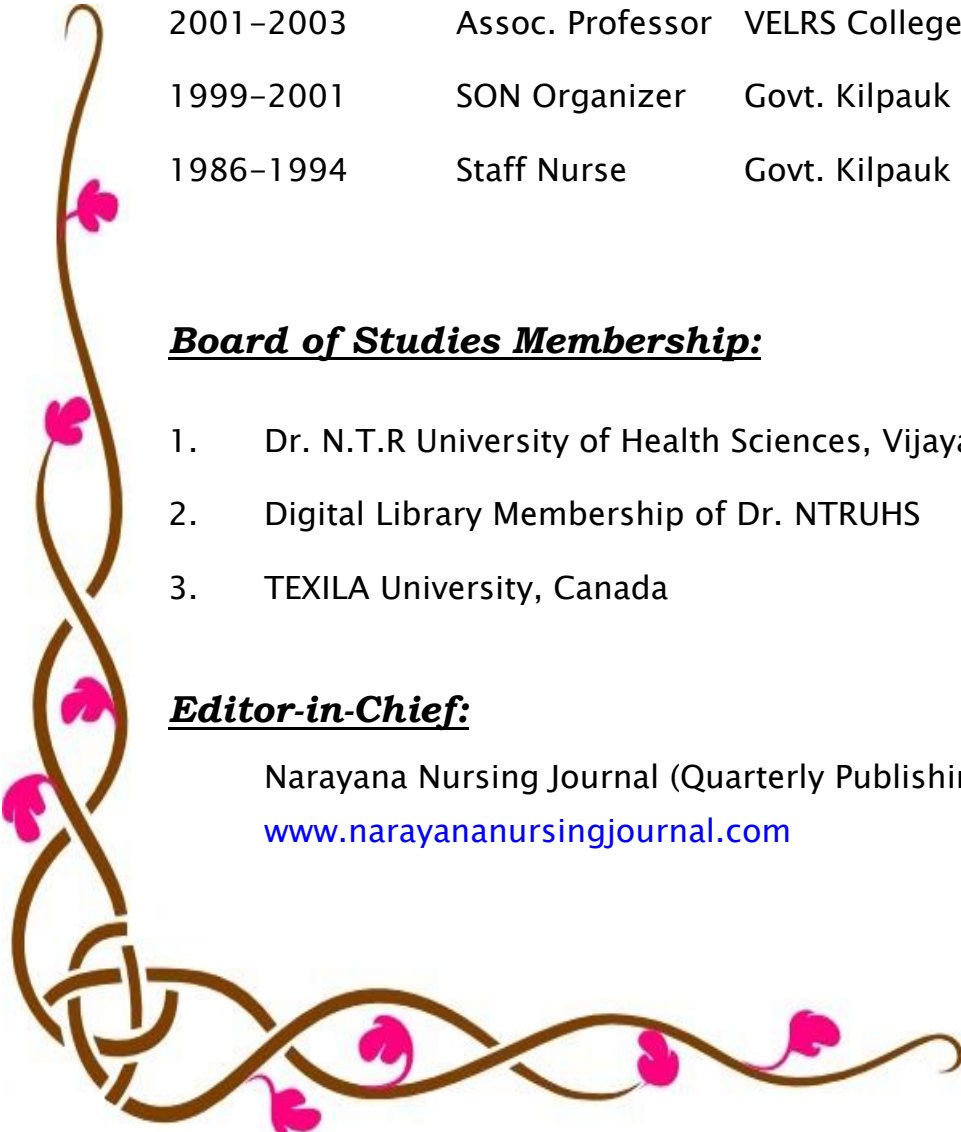 2001-2003 Assoc. Professor VELRS College
1999-2001 SON Organizer Govt. Kilpauk
1986-1994 Staff Nurse Govt. Kilpauk
Board of Studies Membership:
1. Dr. N.T.R University of Health Sciences,
2. Digital Library Membership of Dr. NTRUHS
3. TEXILA University, Canada
Editor-in-Chief:
Narayana Nursing Journal (Quarterly
www.narayananursingjournal.com